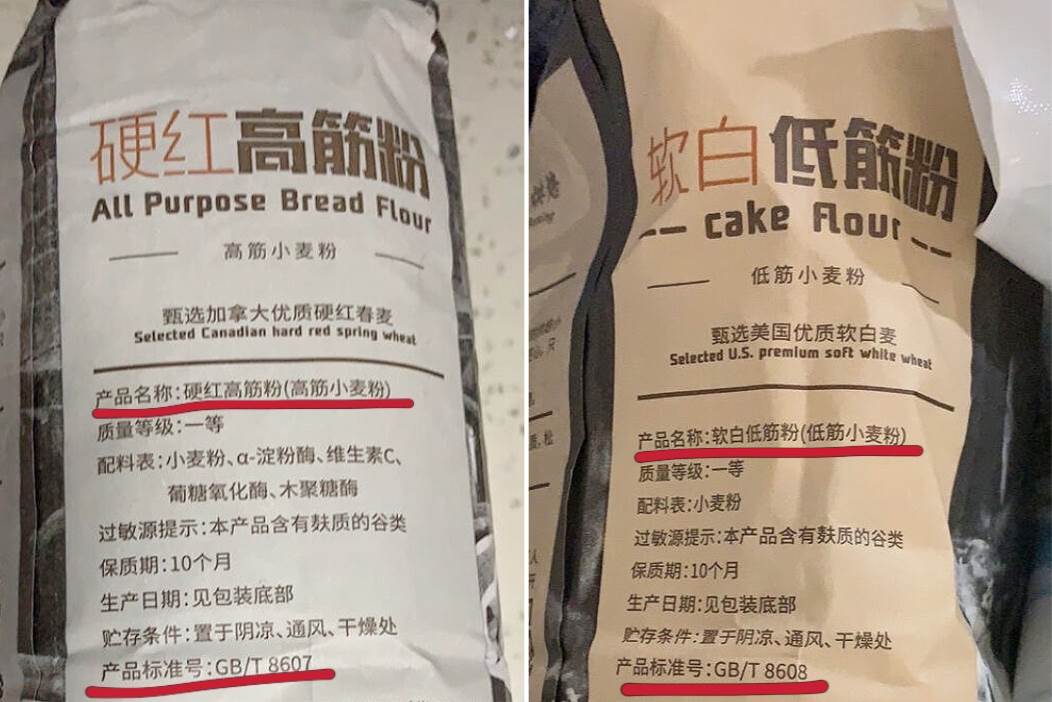 硬红高筋粉
All Purpose Bread Flour
高筋小麦粉
甄选加拿大优质硬红春麦
Selected Canadian hard red spring wheat
产品名称:硬红高筋粉(高筋小麦粉)
质量等级:一等
配料表:小麦粉、α-淀粉酶、维生素C、
葡糖氧化酶、木聚糖酶
过敏源提示:本产品含有麸质的谷类
保质期:10个月
生产日期:见包装底部
贮存条件:置于阴凉、通风、干燥处
产品标准号:GB/T 8607
软白低筋粉
cake flour
低筋小麦粉
甄选美国优质软白麦
Selected U.S. premium soft white wheat
产品名称:软白低筋粉(低筋小麦粉)
质量等级:一等
配料表:小麦粉
过敏源提示:本产品含有麸质的谷类
保质期:10个月
生产日期:见包装底部
贮存条件:置于阴凉、通风、干燥处
产品标准号:GB/T 8608